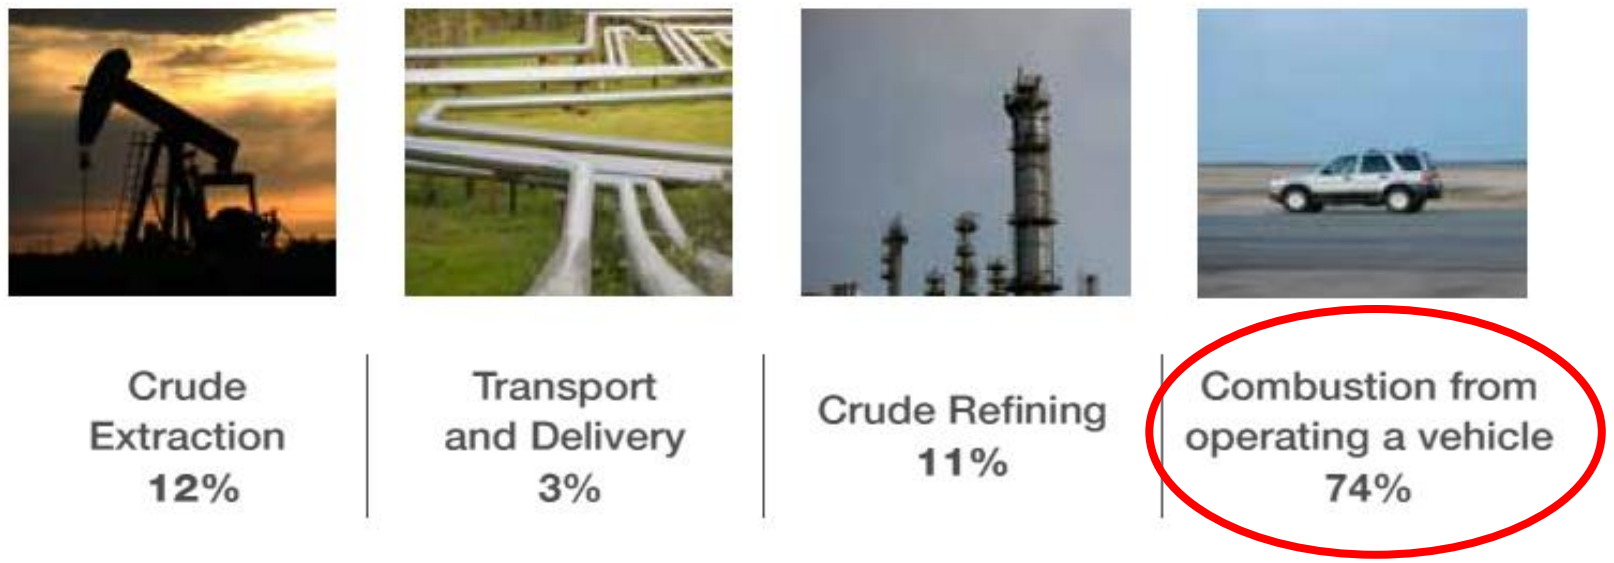 Crude
Extraction
12%
Transport
and Delivery
3%
Crude Refining
11%
Combustion from
operating a vehicle
74%